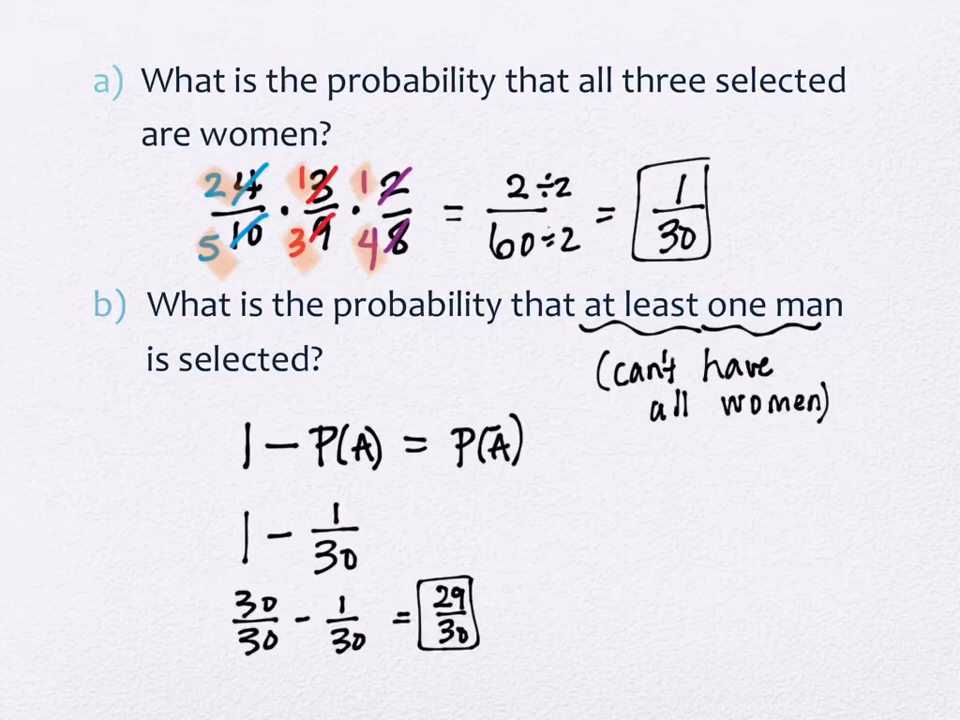 a) What is the probability that all three selected
are women?
2 4/5 10 · 1 3/3 9 · 1 2/4 8 = 2÷2/60÷2 = 1/30
b) What is the probability that at least one man
is selected?
(can't have
all women)
1 − P(A) = P(Ā)
1 − 1/30
30/30 − 1/30 = 29/30